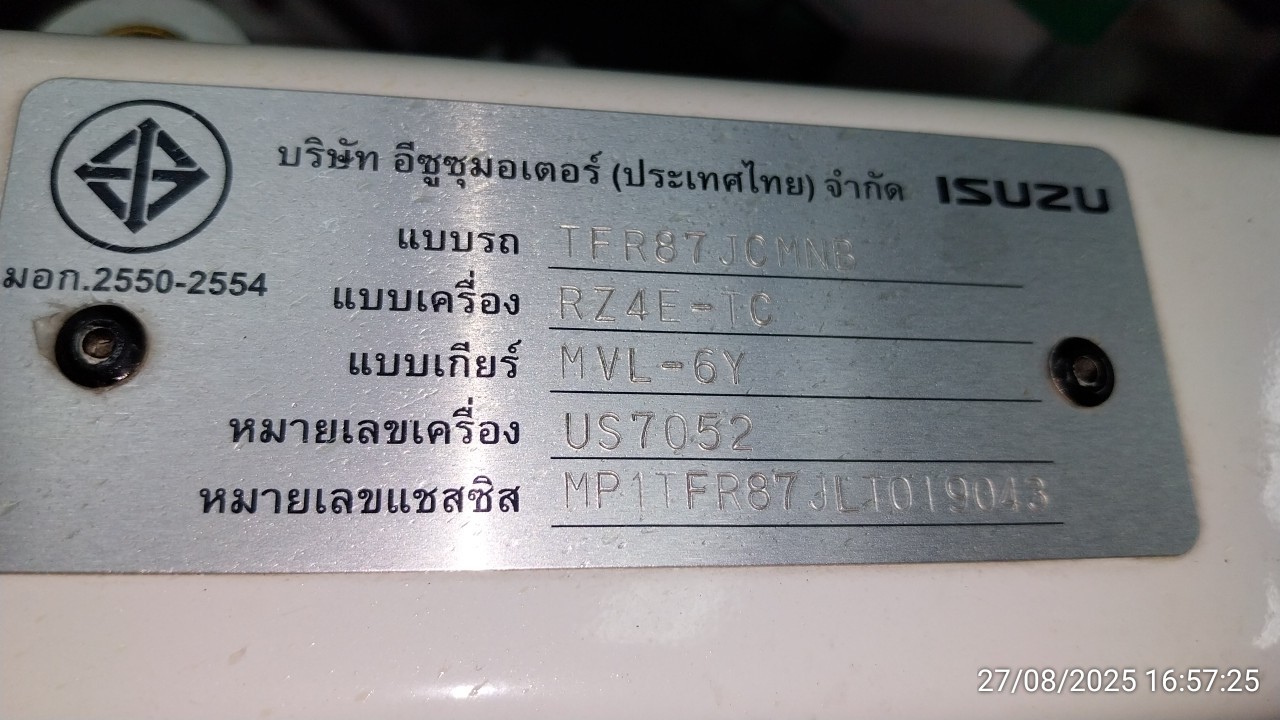 บริษัท อีซูซุมอเตอร์ (ประเทศไทย) จำกัด ISUZU
มอก.2550-2554
แบบรถ TFR87JCMNB
แบบเครื่อง RZ4E-TC
แบบเกียร์ MVL-6Y
หมายเลขเครื่อง US7052
หมายเลขแชสซิส MP1TFR87JLT019043
27/08/2025 16:57:25